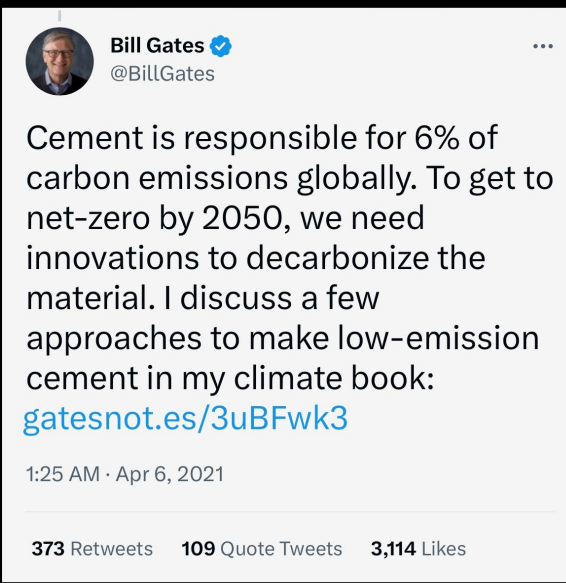 Bill Gates
@BillGates
Cement is responsible for 6% of
carbon emissions globally. To get to
net-zero by 2050, we need
innovations to decarbonize the
material. I discuss a few
approaches to make low-emission
cement in my climate book:
gatesnot.es/3uBFwk3
1:25 AM · Apr 6, 2021
373 Retweets 109 Quote Tweets 3,114 Likes